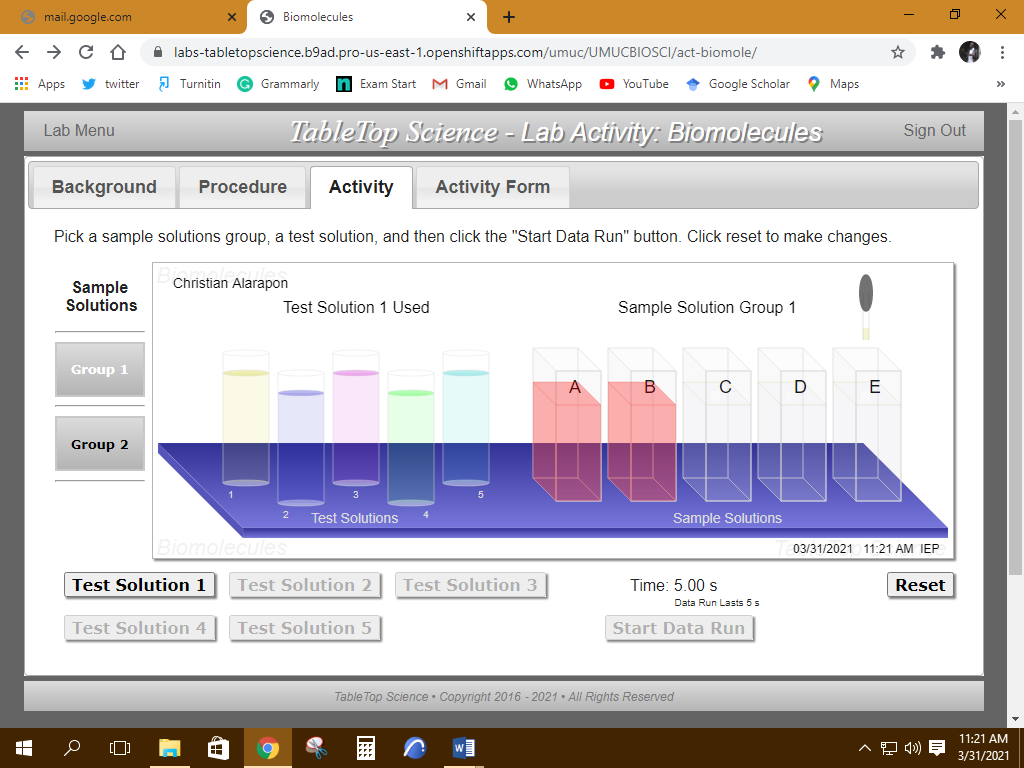 mail.google.com
Biomolecules
labs-tabletopscience.b9ad.pro-us-east-1.openshiftapps.com/umuc/UMUCBIOSCI/act-biomole/
Apps twitter Turnitin Grammarly Exam Start Gmail WhatsApp YouTube Google Scholar Maps »
Lab Menu TableTop Science - Lab Activity: Biomolecules Sign Out
Background Procedure Activity Activity Form
Pick a sample solutions group, a test solution, and then click the "Start Data Run" button. Click reset to make changes.
Sample
Solutions
Group 1
Group 2
Biomolecules
Christian Alarapon
Test Solution 1 Used Sample Solution Group 1
A B C D E
1 2 3 4 5
Test Solutions Sample Solutions
Biomolecules
03/31/2021 11:21 AM IEP
Test Solution 1 Test Solution 2 Test Solution 3 Time: 5.00 s Reset
Data Run Lasts 5 s
Test Solution 4 Test Solution 5 Start Data Run
TableTop Science • Copyright 2016 - 2021 • All Rights Reserved
11:21 AM
3/31/2021